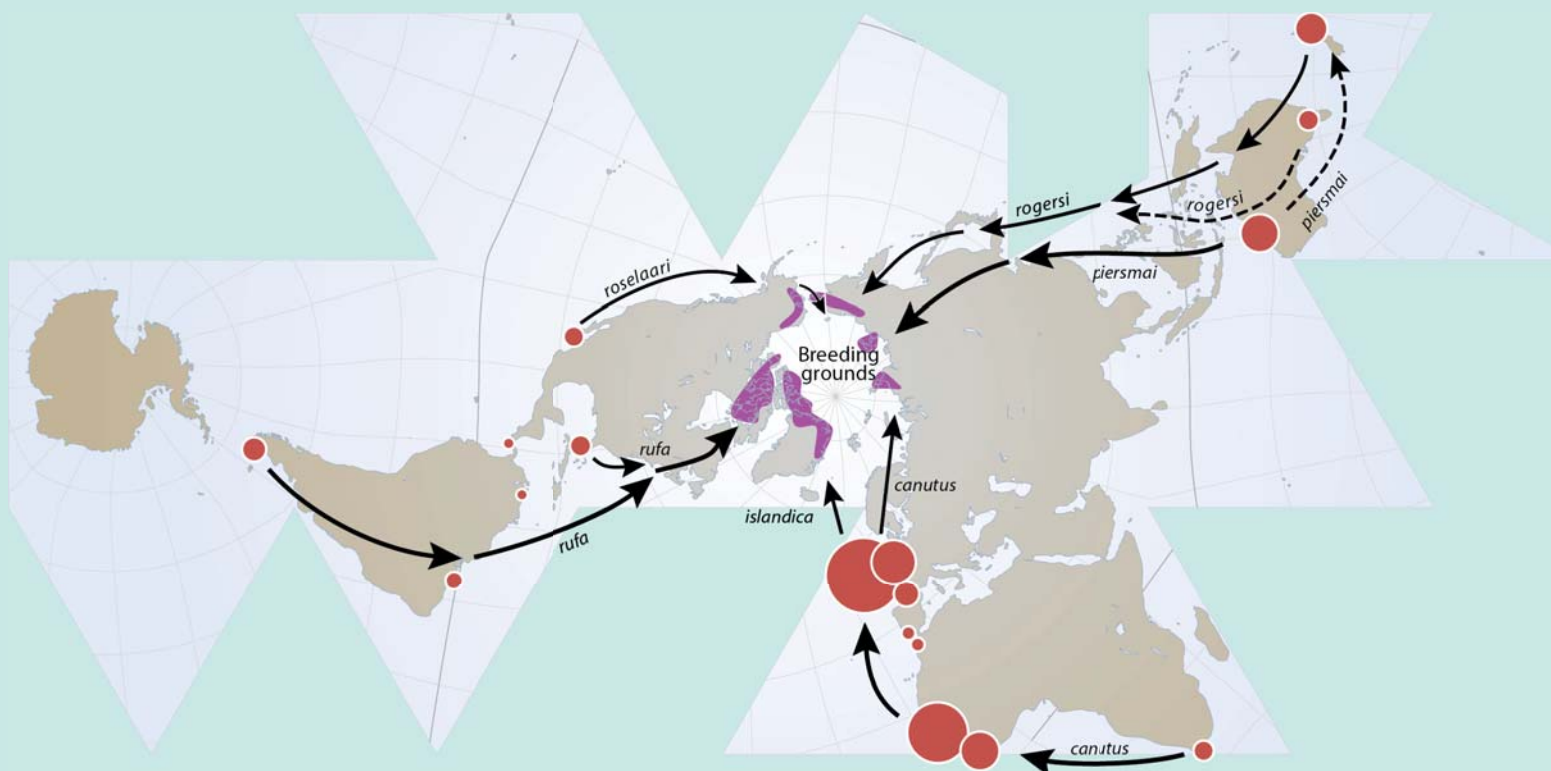 rogersi
rogersi
piersmai
piersmai
roselaari
Breeding
grounds
rufa
canutus
islandica
rufa
canutus